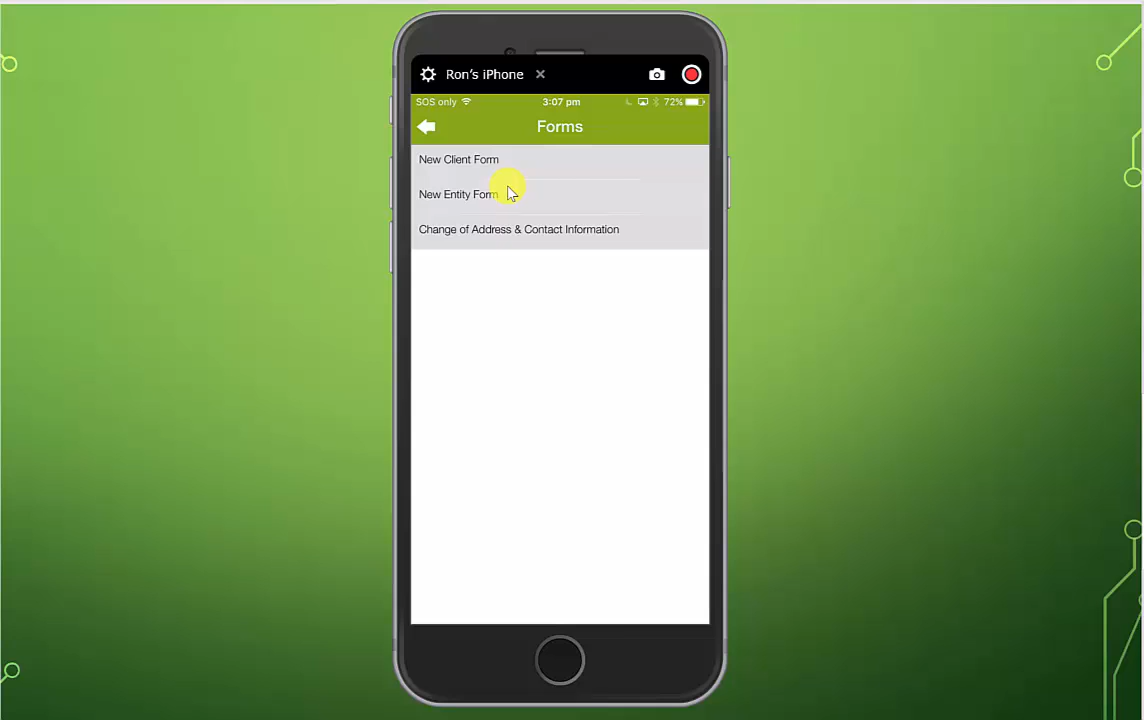 Ron's iPhone
SOS only 3:07 pm 72%
Forms
New Client Form
New Entity Form
Change of Address & Contact Information